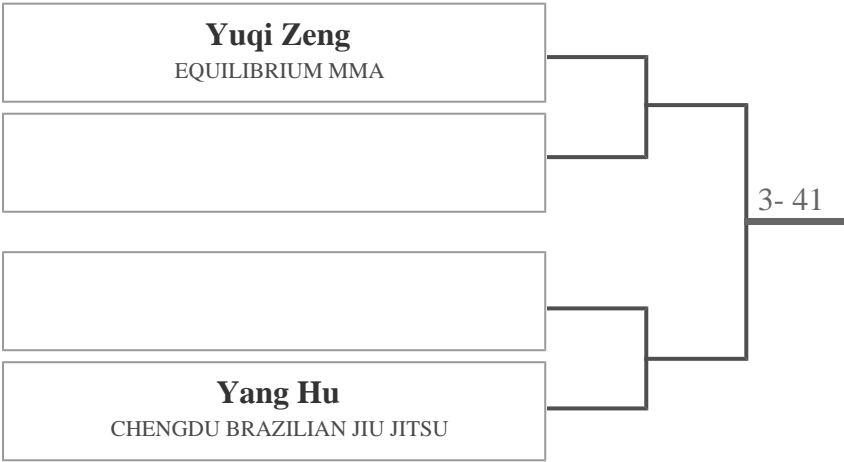 Yuqi Zeng
EQUILIBRIUM MMA
3- 41
Yang Hu
CHENGDU BRAZILIAN JIU JITSU